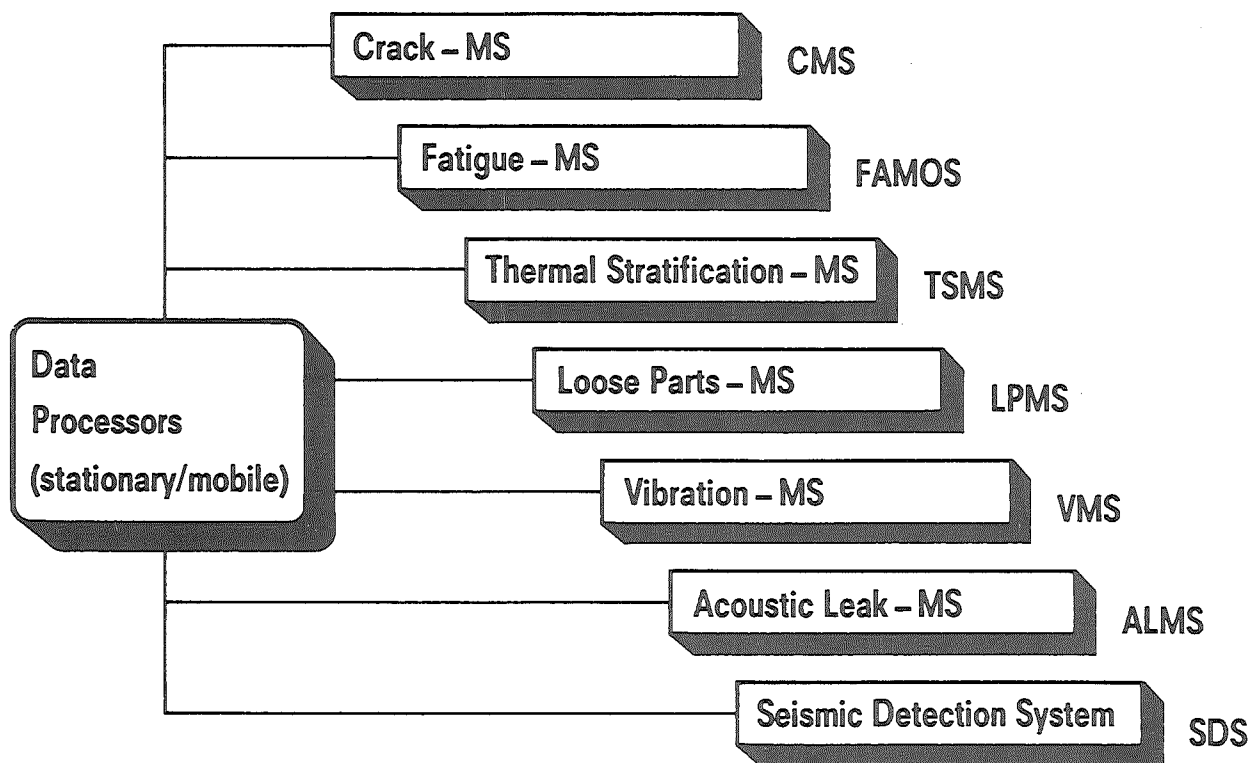 Crack – MS
CMS
Fatigue – MS
FAMOS
Thermal Stratification – MS
TSMS
Data
Processors
(stationary/mobile)
Loose Parts – MS
LPMS
Vibration – MS
VMS
Acoustic Leak – MS
ALMS
Seismic Detection System
SDS